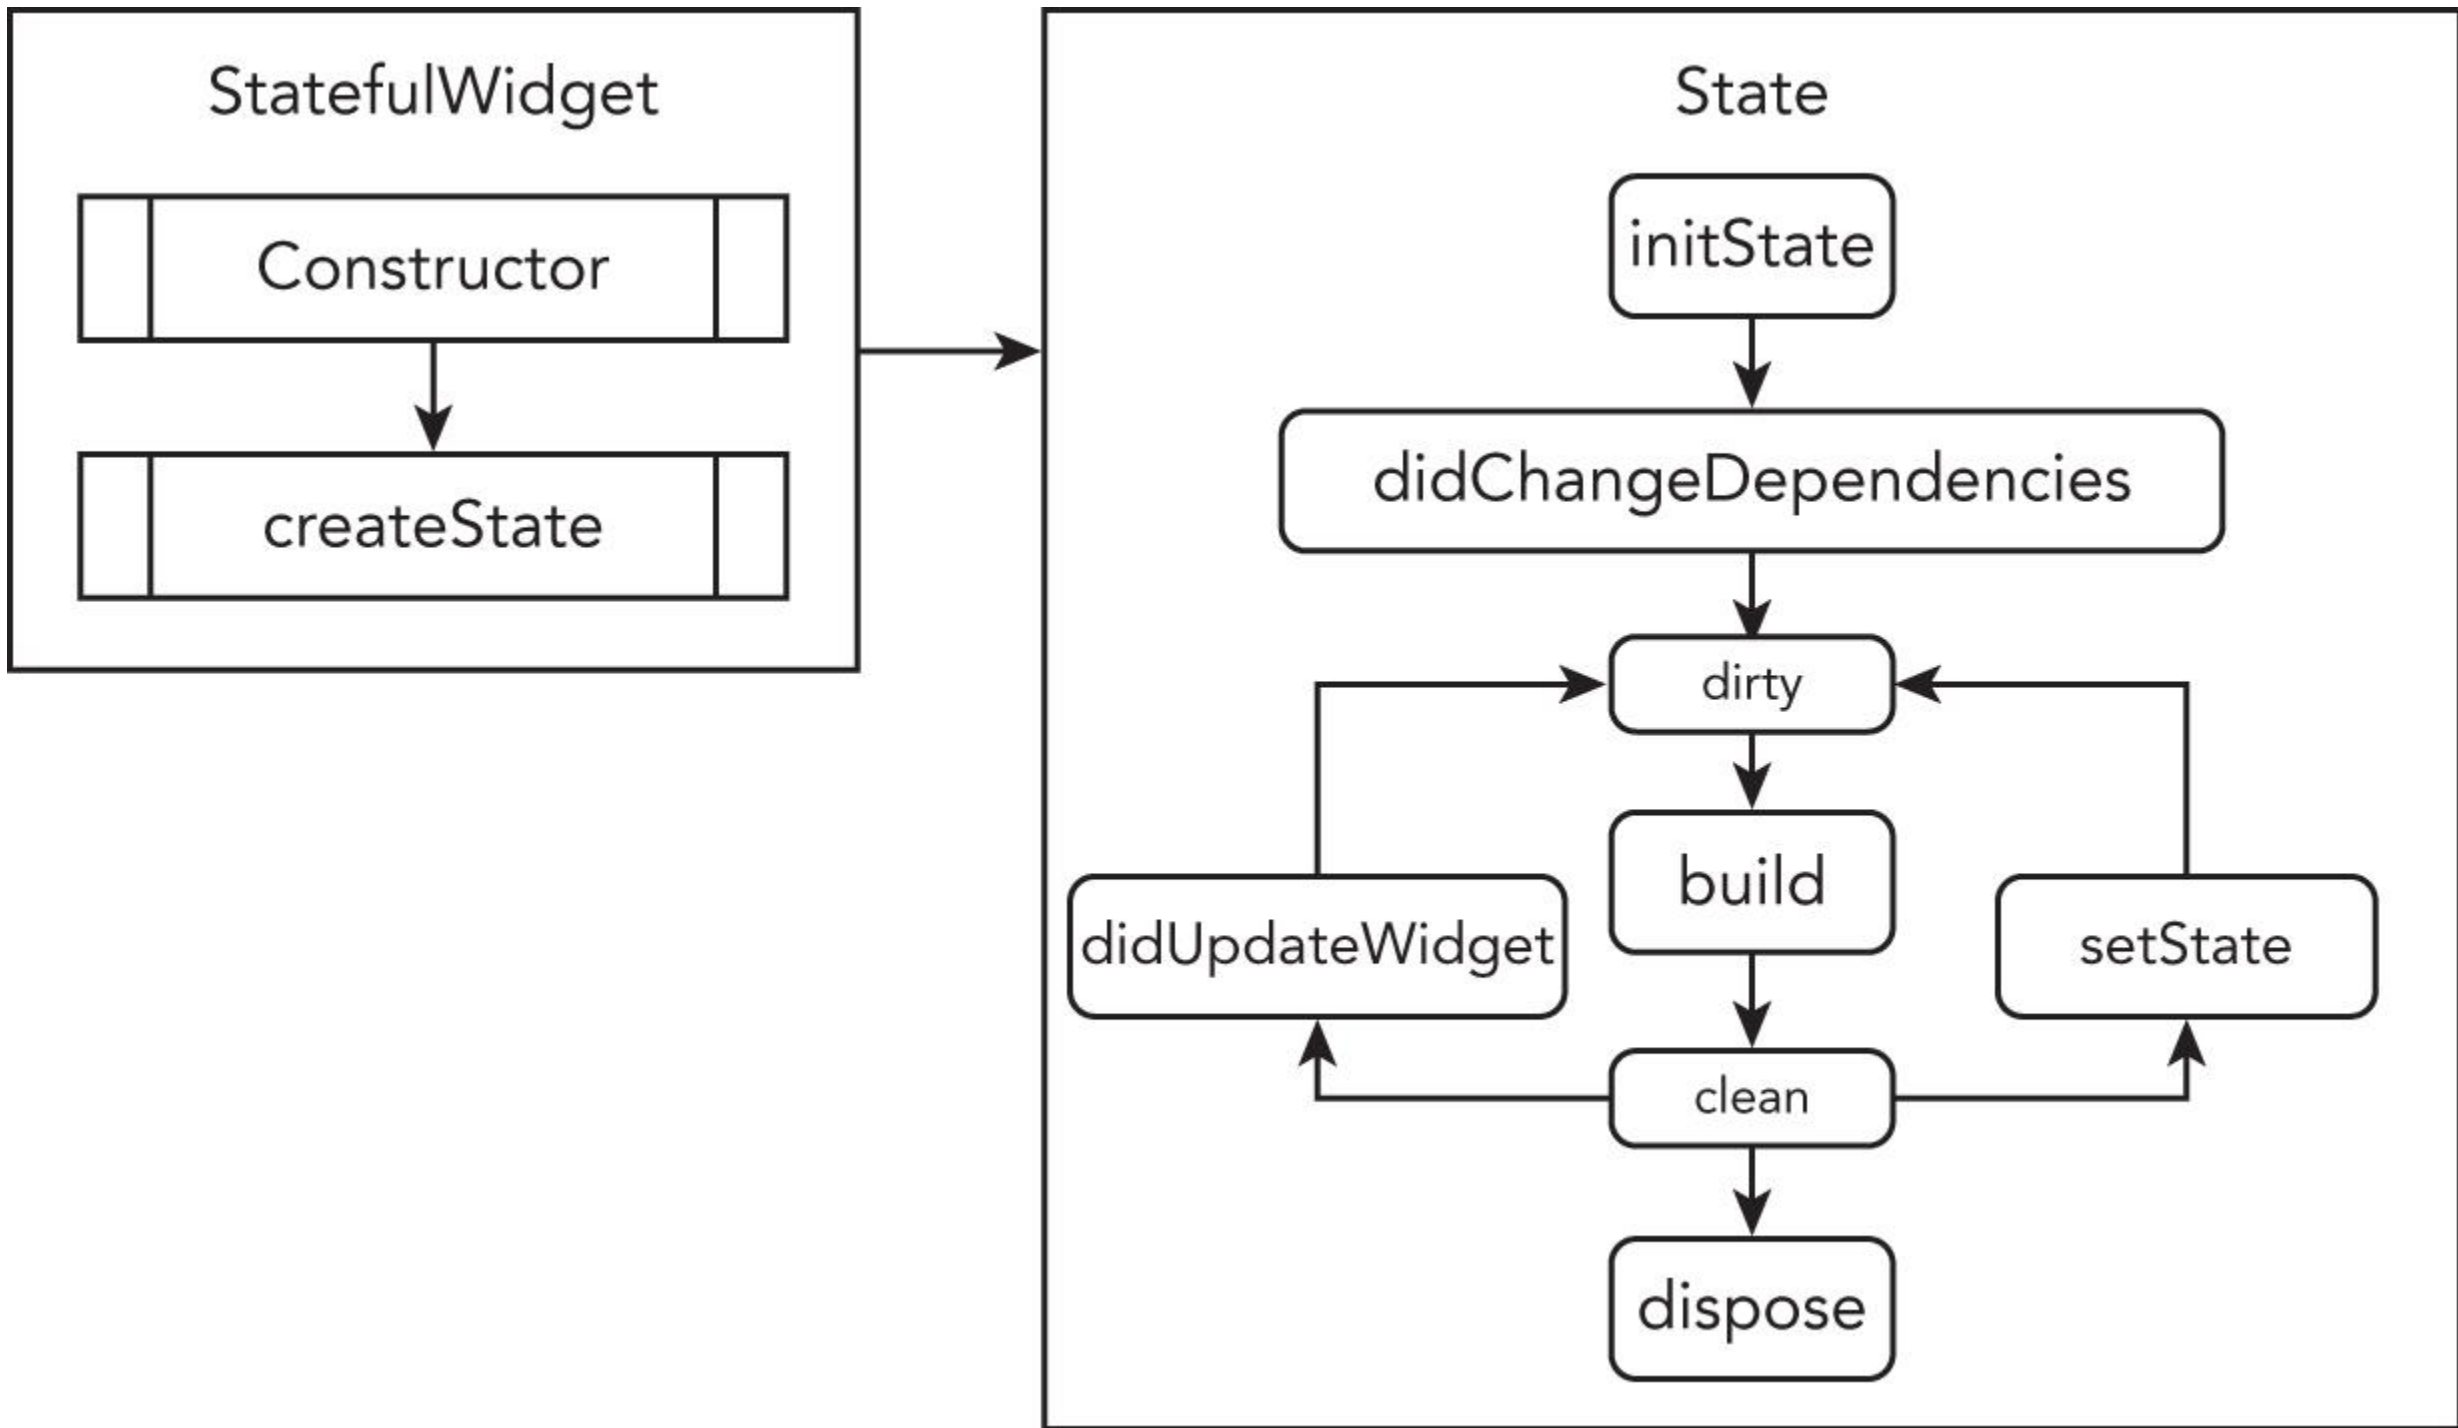 StatefulWidget
Constructor
createState
State
initState
didChangeDependencies
dirty
build
didUpdateWidget
setState
clean
dispose